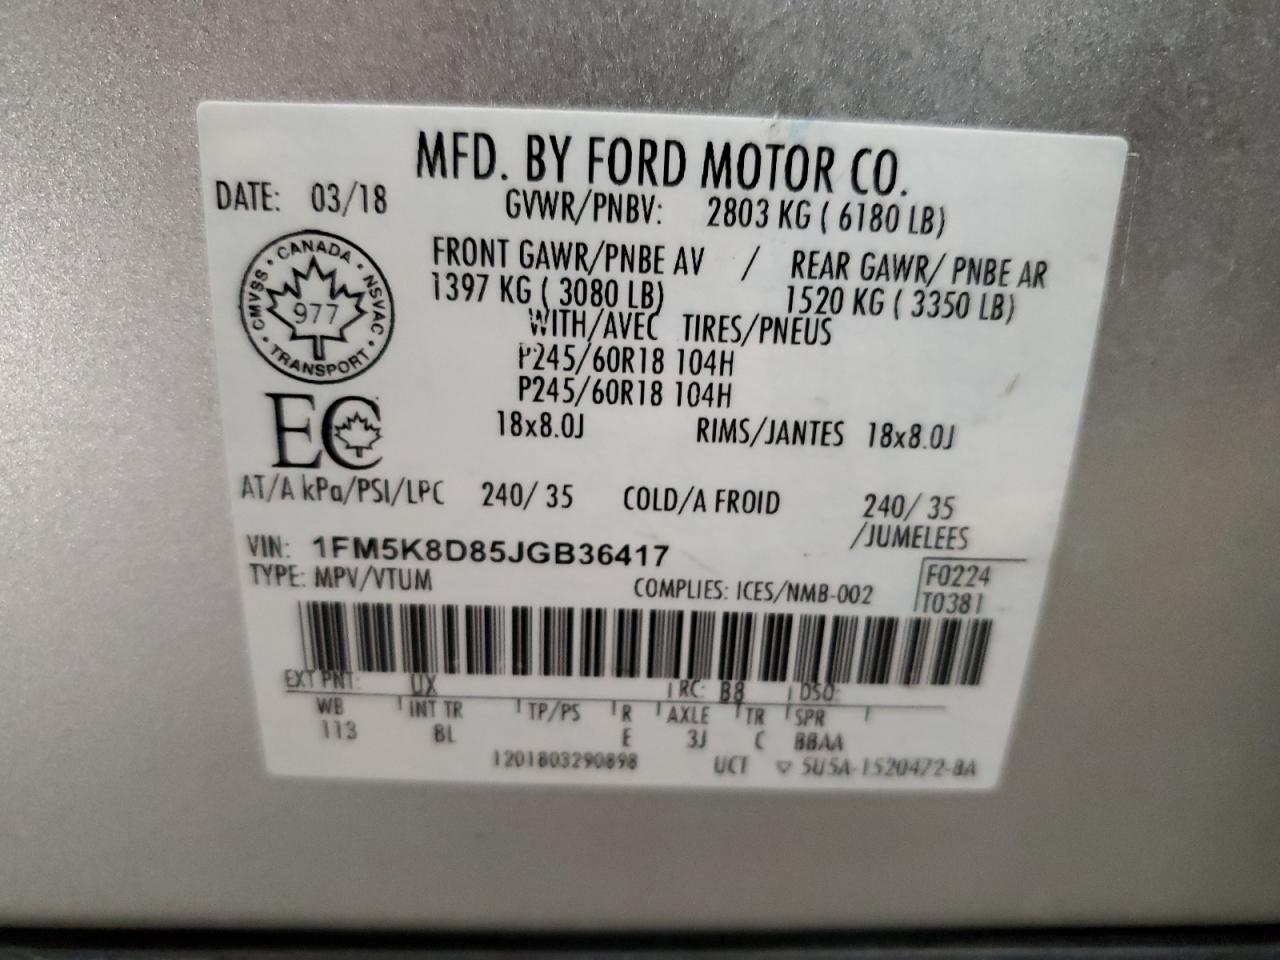 MFD. BY FORD MOTOR CO.
DATE: 03/18
GVWR/PNBV: 2803 KG ( 6180 LB)
FRONT GAWR/PNBE AV / REAR GAWR/ PNBE AR
1397 KG ( 3080 LB) 1520 KG ( 3350 LB)
WITH/AVEC TIRES/PNEUS
P245/60R18 104H
P245/60R18 104H
18x8.0J RIMS/JANTES 18x8.0J
CANADA
CMVSS
NSVAC
TRANSPORT
977
EC
AT/A kPa/PSI/LPC 240/ 35 COLD/A FROID 240/ 35
/JUMELEES
VIN: 1FM5K8D85JGB36417
TYPE: MPV/VTUM
COMPLIES: ICES/NMB-002
F0224
T0381
EXT PNT: UX RC: B8 DSO:
WB INT TR TP/PS R AXLE TR SPR
113 8L E 3J C BBAA
1201803290898 UCT ▽ 5U5A-1520472-8A